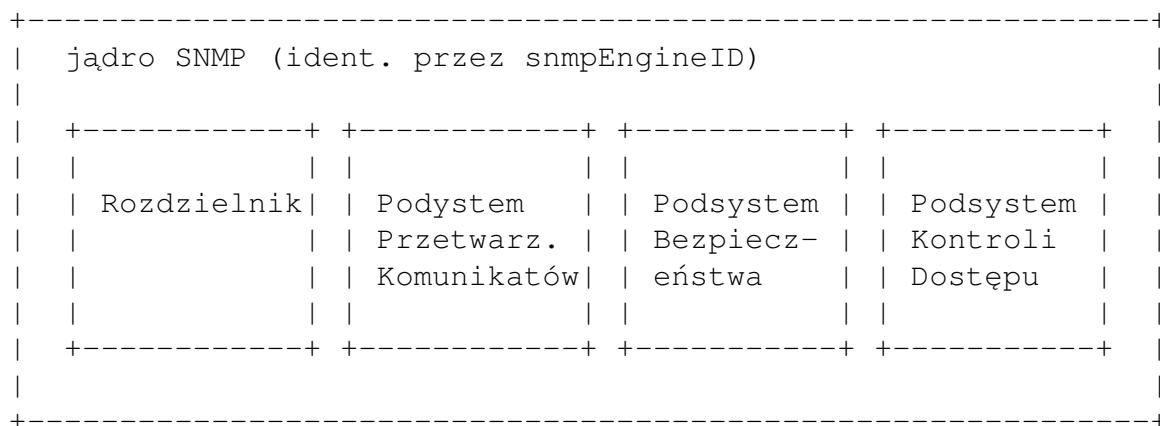 jądro SNMP (ident. przez snmpEngineID)
Rozdzielnik Podystem Podsystem Podsystem
Przetwarz. Bezpiecz- Kontroli
Komunikatów eństwa Dostępu